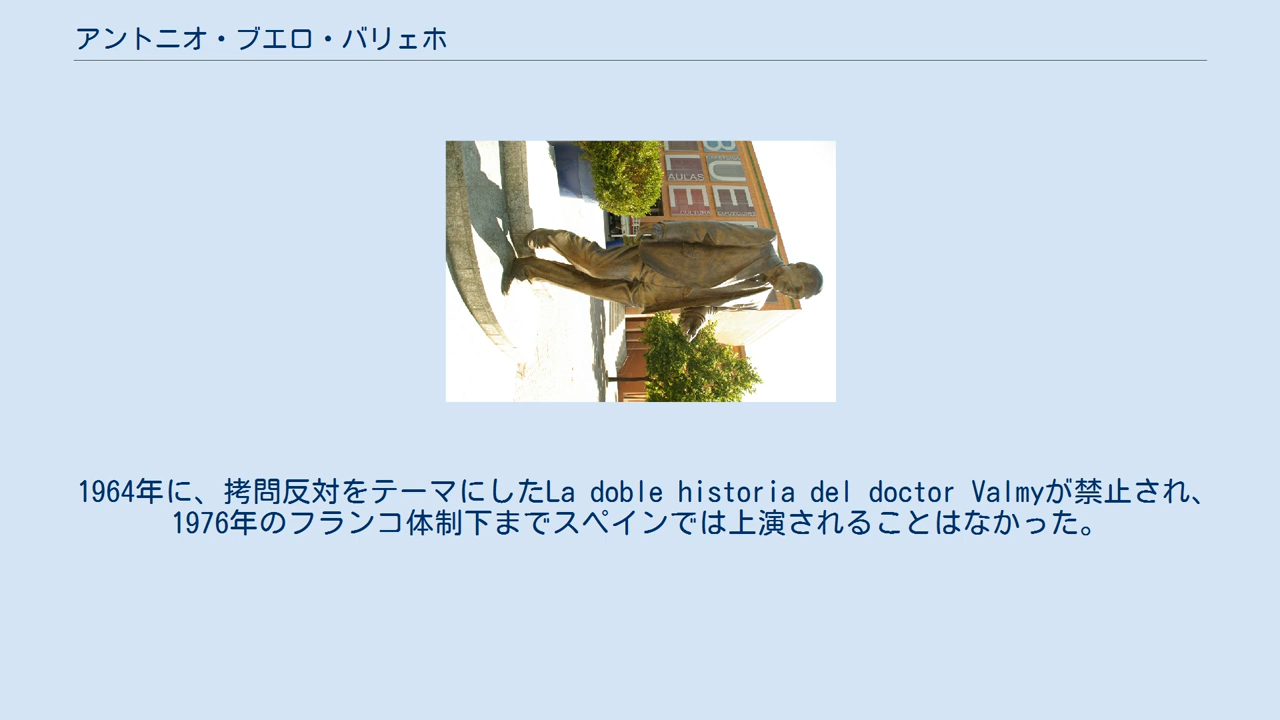 アントニオ・ブエロ・バリェホ
BUE
LLE
AULAS
CULTURA
1964年に、拷問反対をテーマにしたLa doble historia del doctor Valmyが禁止され、
1976年のフランコ体制下までスペインでは上演されることはなかった。